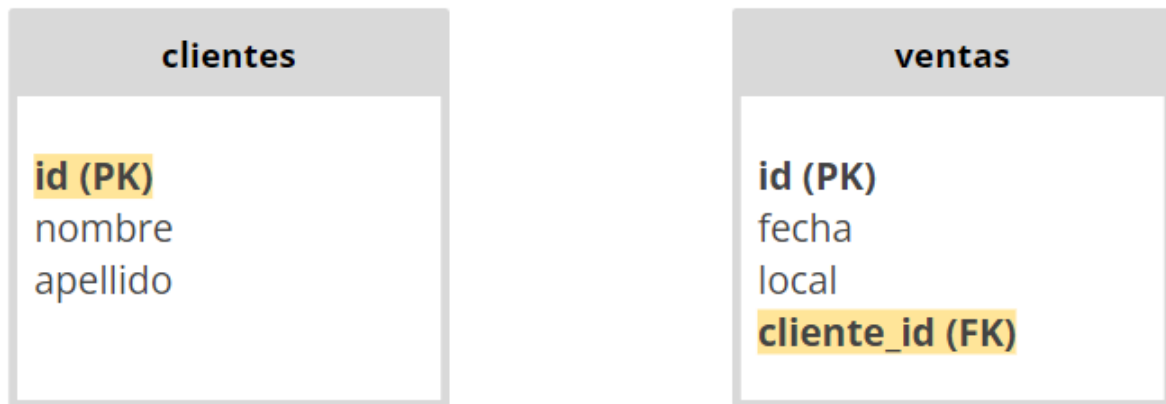 clientes
id (PK)
nombre
apellido
ventas
id (PK)
fecha
local
cliente_id (FK)